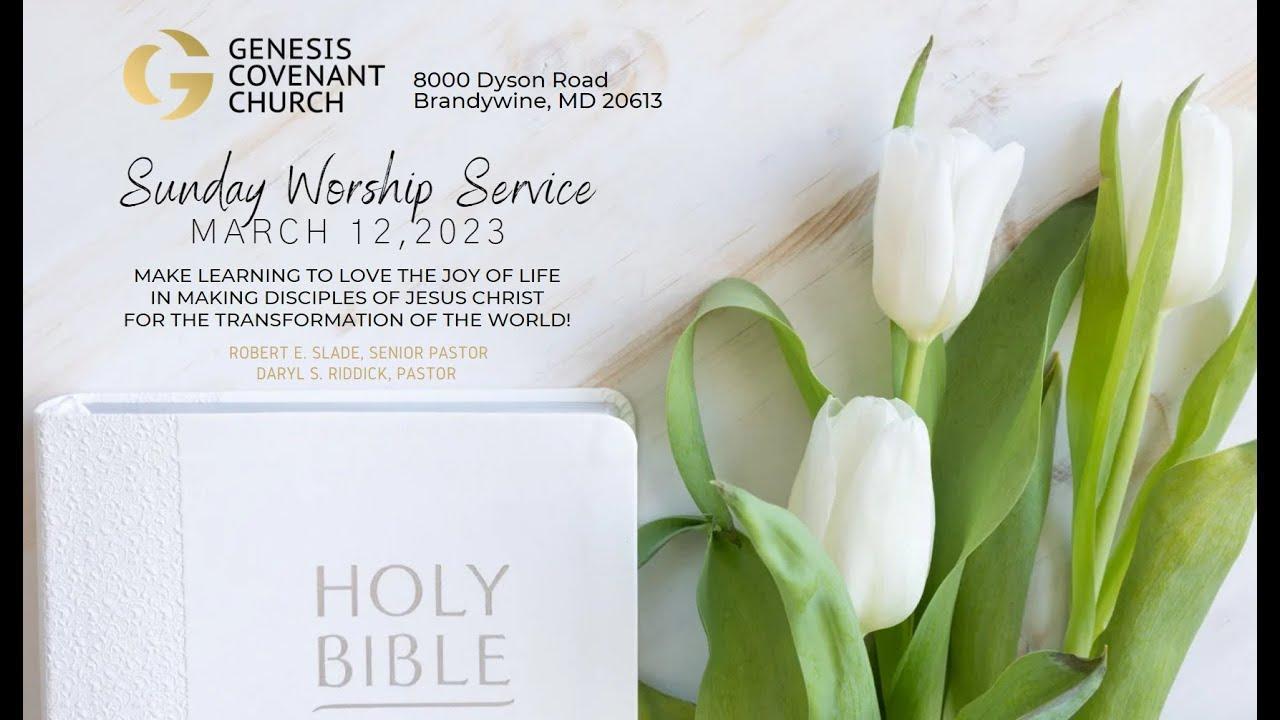 GENESIS
COVENANT
CHURCH
8000 Dyson Road
Brandywine, MD 20613
Sunday Worship Service
MARCH 12,2023
MAKE LEARNING TO LOVE THE JOY OF LIFE
IN MAKING DISCIPLES OF JESUS CHRIST
FOR THE TRANSFORMATION OF THE WORLD!
ROBERT E. SLADE, SENIOR PASTOR
DARYL S. RIDDICK, PASTOR
HOLY
BIBLE